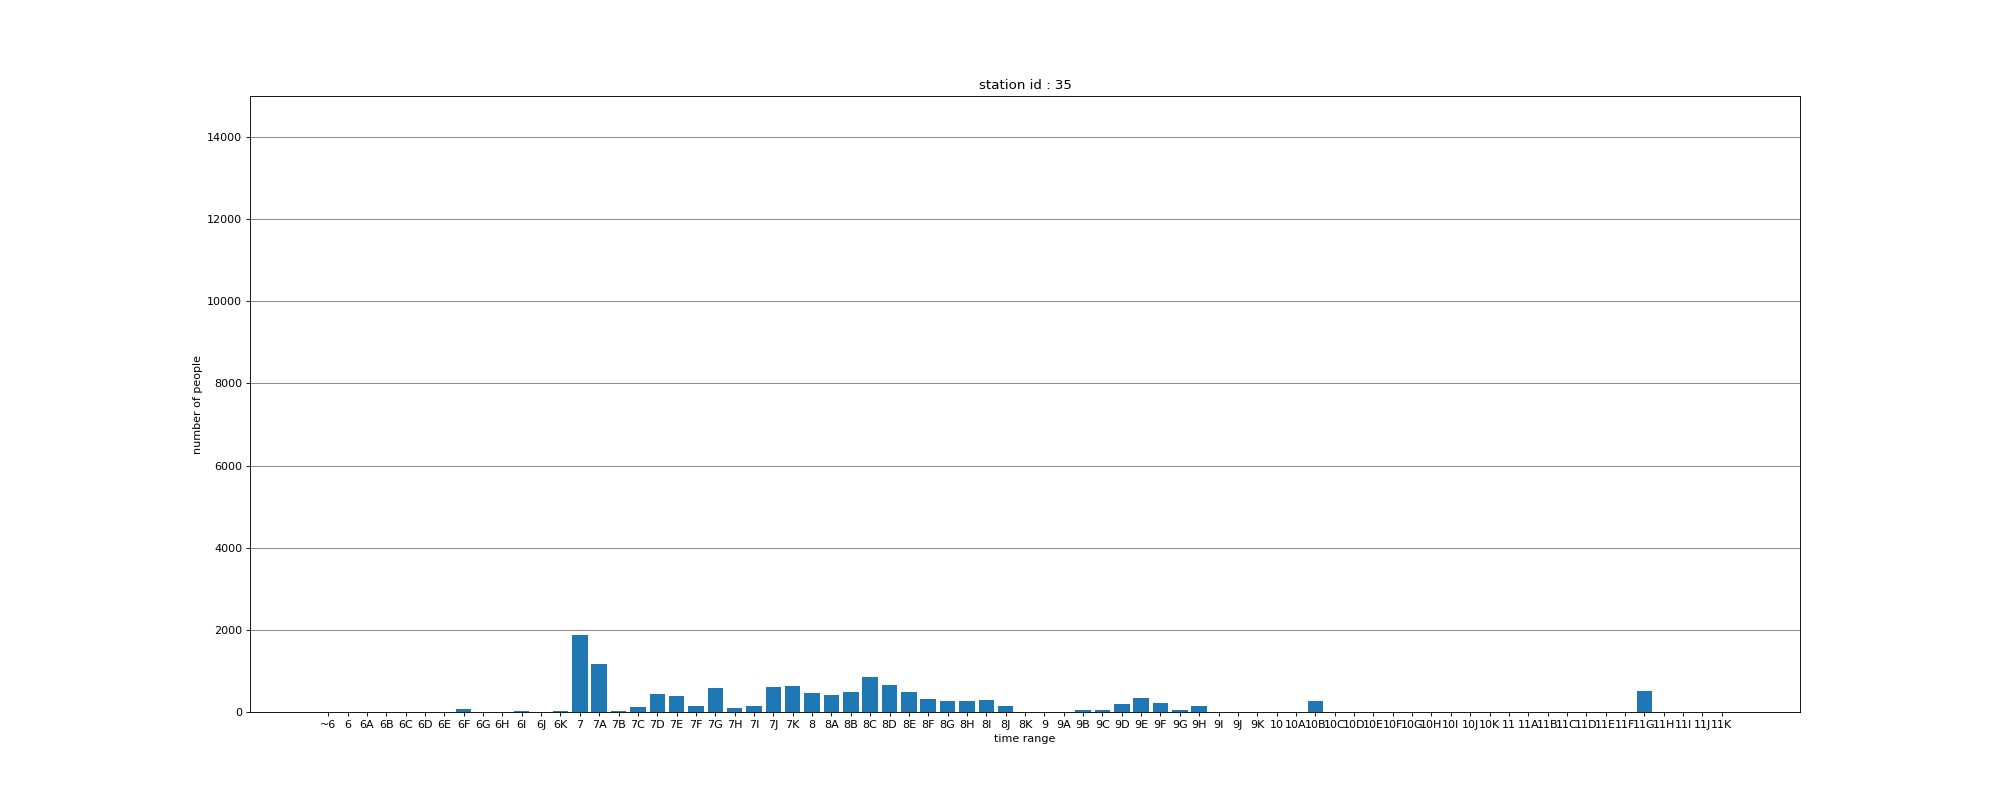 station id : 35
14000
12000
10000
8000
6000
4000
2000
0
number of people
~6 6 6A 6B 6C 6D 6E 6F 6G 6H 6I 6J 6K 7 7A 7B 7C 7D 7E 7F 7G 7H 7I 7J 7K 8 8A 8B 8C 8D 8E 8F 8G 8H 8I 8J 8K 9 9A 9B 9C 9D 9E 9F 9G 9H 9I 9J 9K 10 10A 10B 10C 10D 10E 10F 10G 10H 10I 10J 10K 11 11A 11B 11C 11D 11E 11F 11G 11H 11I 11J 11K
time range